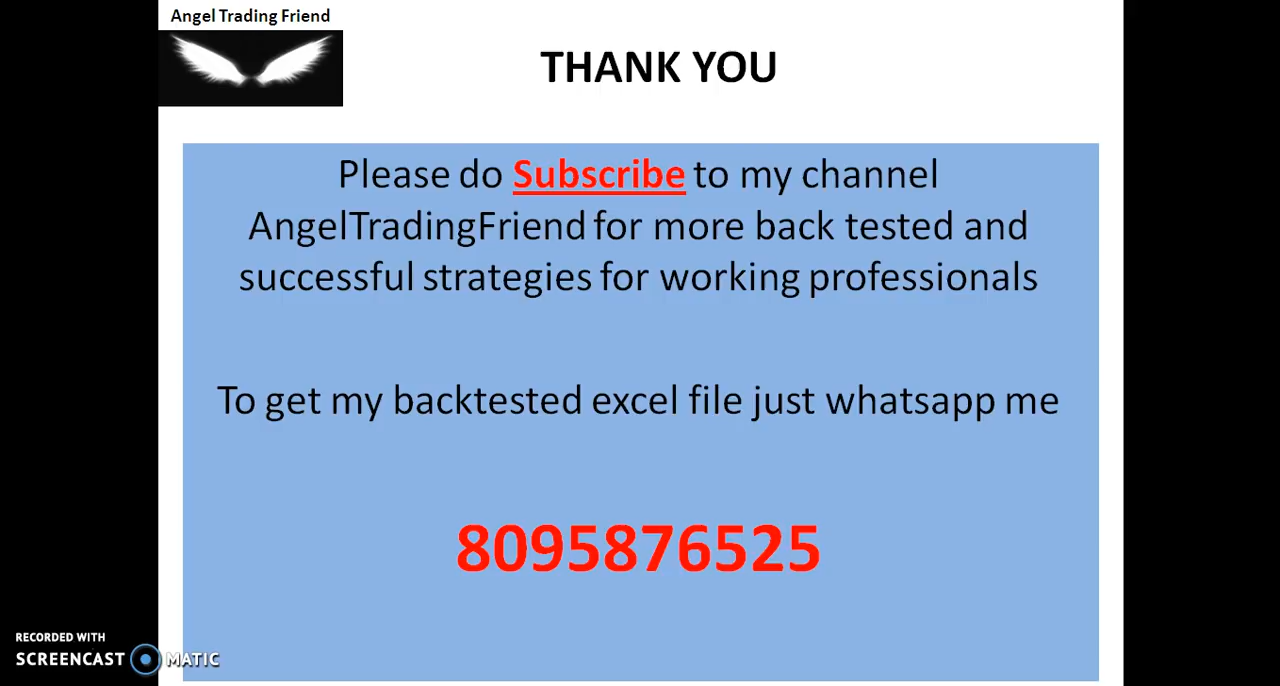 Angel Trading Friend
THANK YOU
Please do Subscribe to my channel
AngelTradingFriend for more back tested and
successful strategies for working professionals
To get my backtested excel file just whatsapp me
8095876525
RECORDED WITH
SCREENCAST MATIC